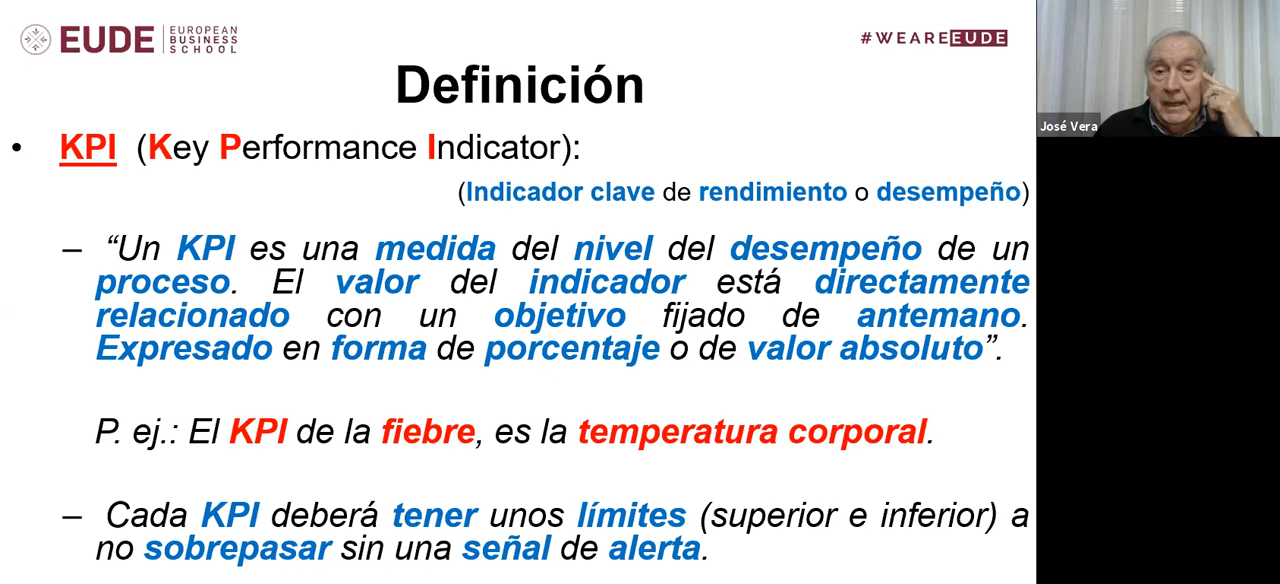 EUDE EUROPEAN BUSINESS SCHOOL
#WEAREEUDE
Definición
• KPI (Key Performance Indicator):
(Indicador clave de rendimiento o desempeño)
– “Un KPI es una medida del nivel del desempeño de un
proceso. El valor del indicador está directamente
relacionado con un objetivo fijado de antemano.
Expresado en forma de porcentaje o de valor absoluto”.
P. ej.: El KPI de la fiebre, es la temperatura corporal.
– Cada KPI deberá tener unos límites (superior e inferior) a
no sobrepasar sin una señal de alerta.
José Vera